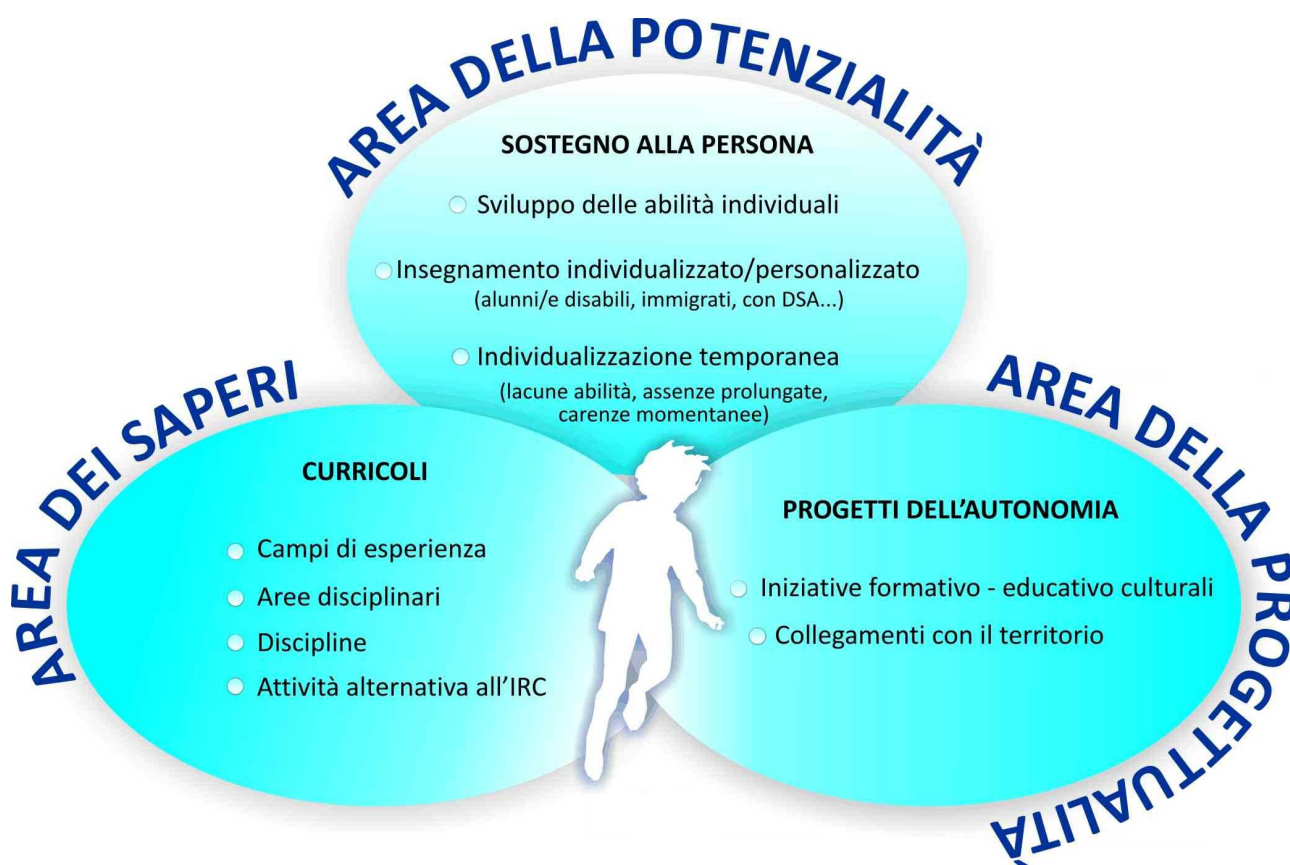 AREA DELLA POTENZIALITÀ
SOSTEGNO ALLA PERSONA
Sviluppo delle abilità individuali
Insegnamento individualizzato/personalizzato
(alunni/e disabili, immigrati, con DSA...)
Individualizzazione temporanea
(lacune abilità, assenze prolungate,
carenze momentanee)
AREA DEI SAPERI
CURRICOLI
Campi di esperienza
Aree disciplinari
Discipline
Attività alternativa all'IRC
AREA DELLA PROGETTUALITÀ
PROGETTI DELL'AUTONOMIA
Iniziative formativo - educativo culturali
Collegamenti con il territorio